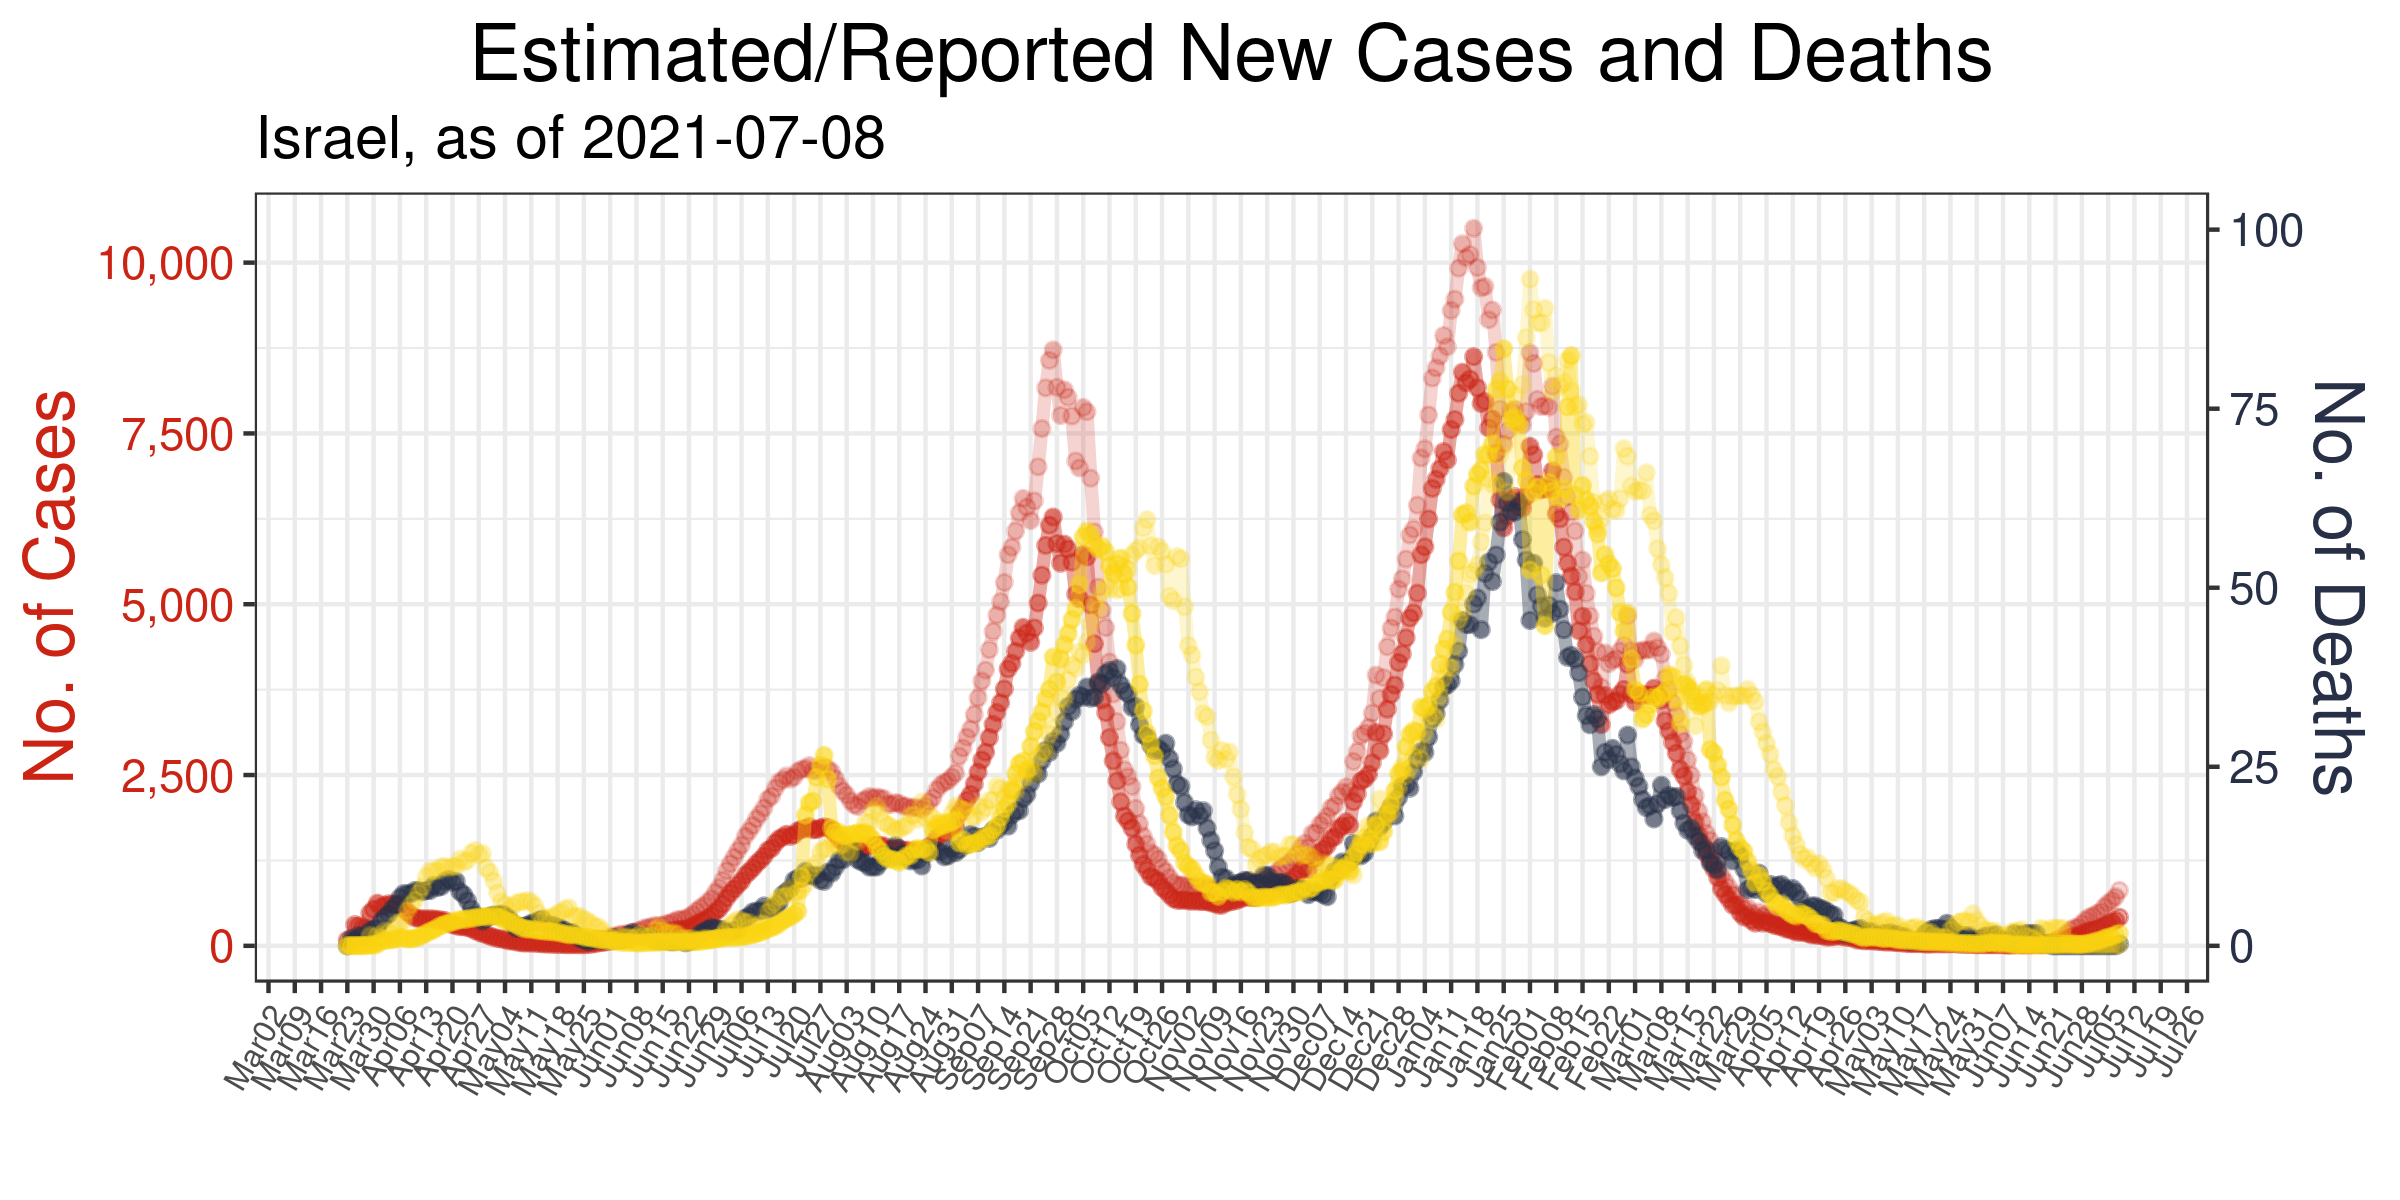 Estimated/Reported New Cases and Deaths
Israel, as of 2021-07-08
No. of Cases
10,000
7,500
5,000
2,500
0
No. of Deaths
100
75
50
25
0
Mar02
Mar09
Mar16
Mar23
Mar30
Apr06
Apr13
Apr20
Apr27
May04
May11
May18
May25
Jun01
Jun08
Jun15
Jun22
Jun29
Jul06
Jul13
Jul20
Jul27
Aug03
Aug10
Aug17
Aug24
Aug31
Sep07
Sep14
Sep21
Sep28
Oct05
Oct12
Oct19
Oct26
Nov02
Nov09
Nov16
Nov23
Nov30
Dec07
Dec14
Dec21
Dec28
Jan04
Jan11
Jan18
Jan25
Feb01
Feb08
Feb15
Feb22
Mar01
Mar08
Mar15
Mar22
Mar29
Apr05
Apr12
Apr19
Apr26
May03
May10
May17
May24
May31
Jun07
Jun14
Jun21
Jun28
Jul05
Jul12
Jul19
Jul26